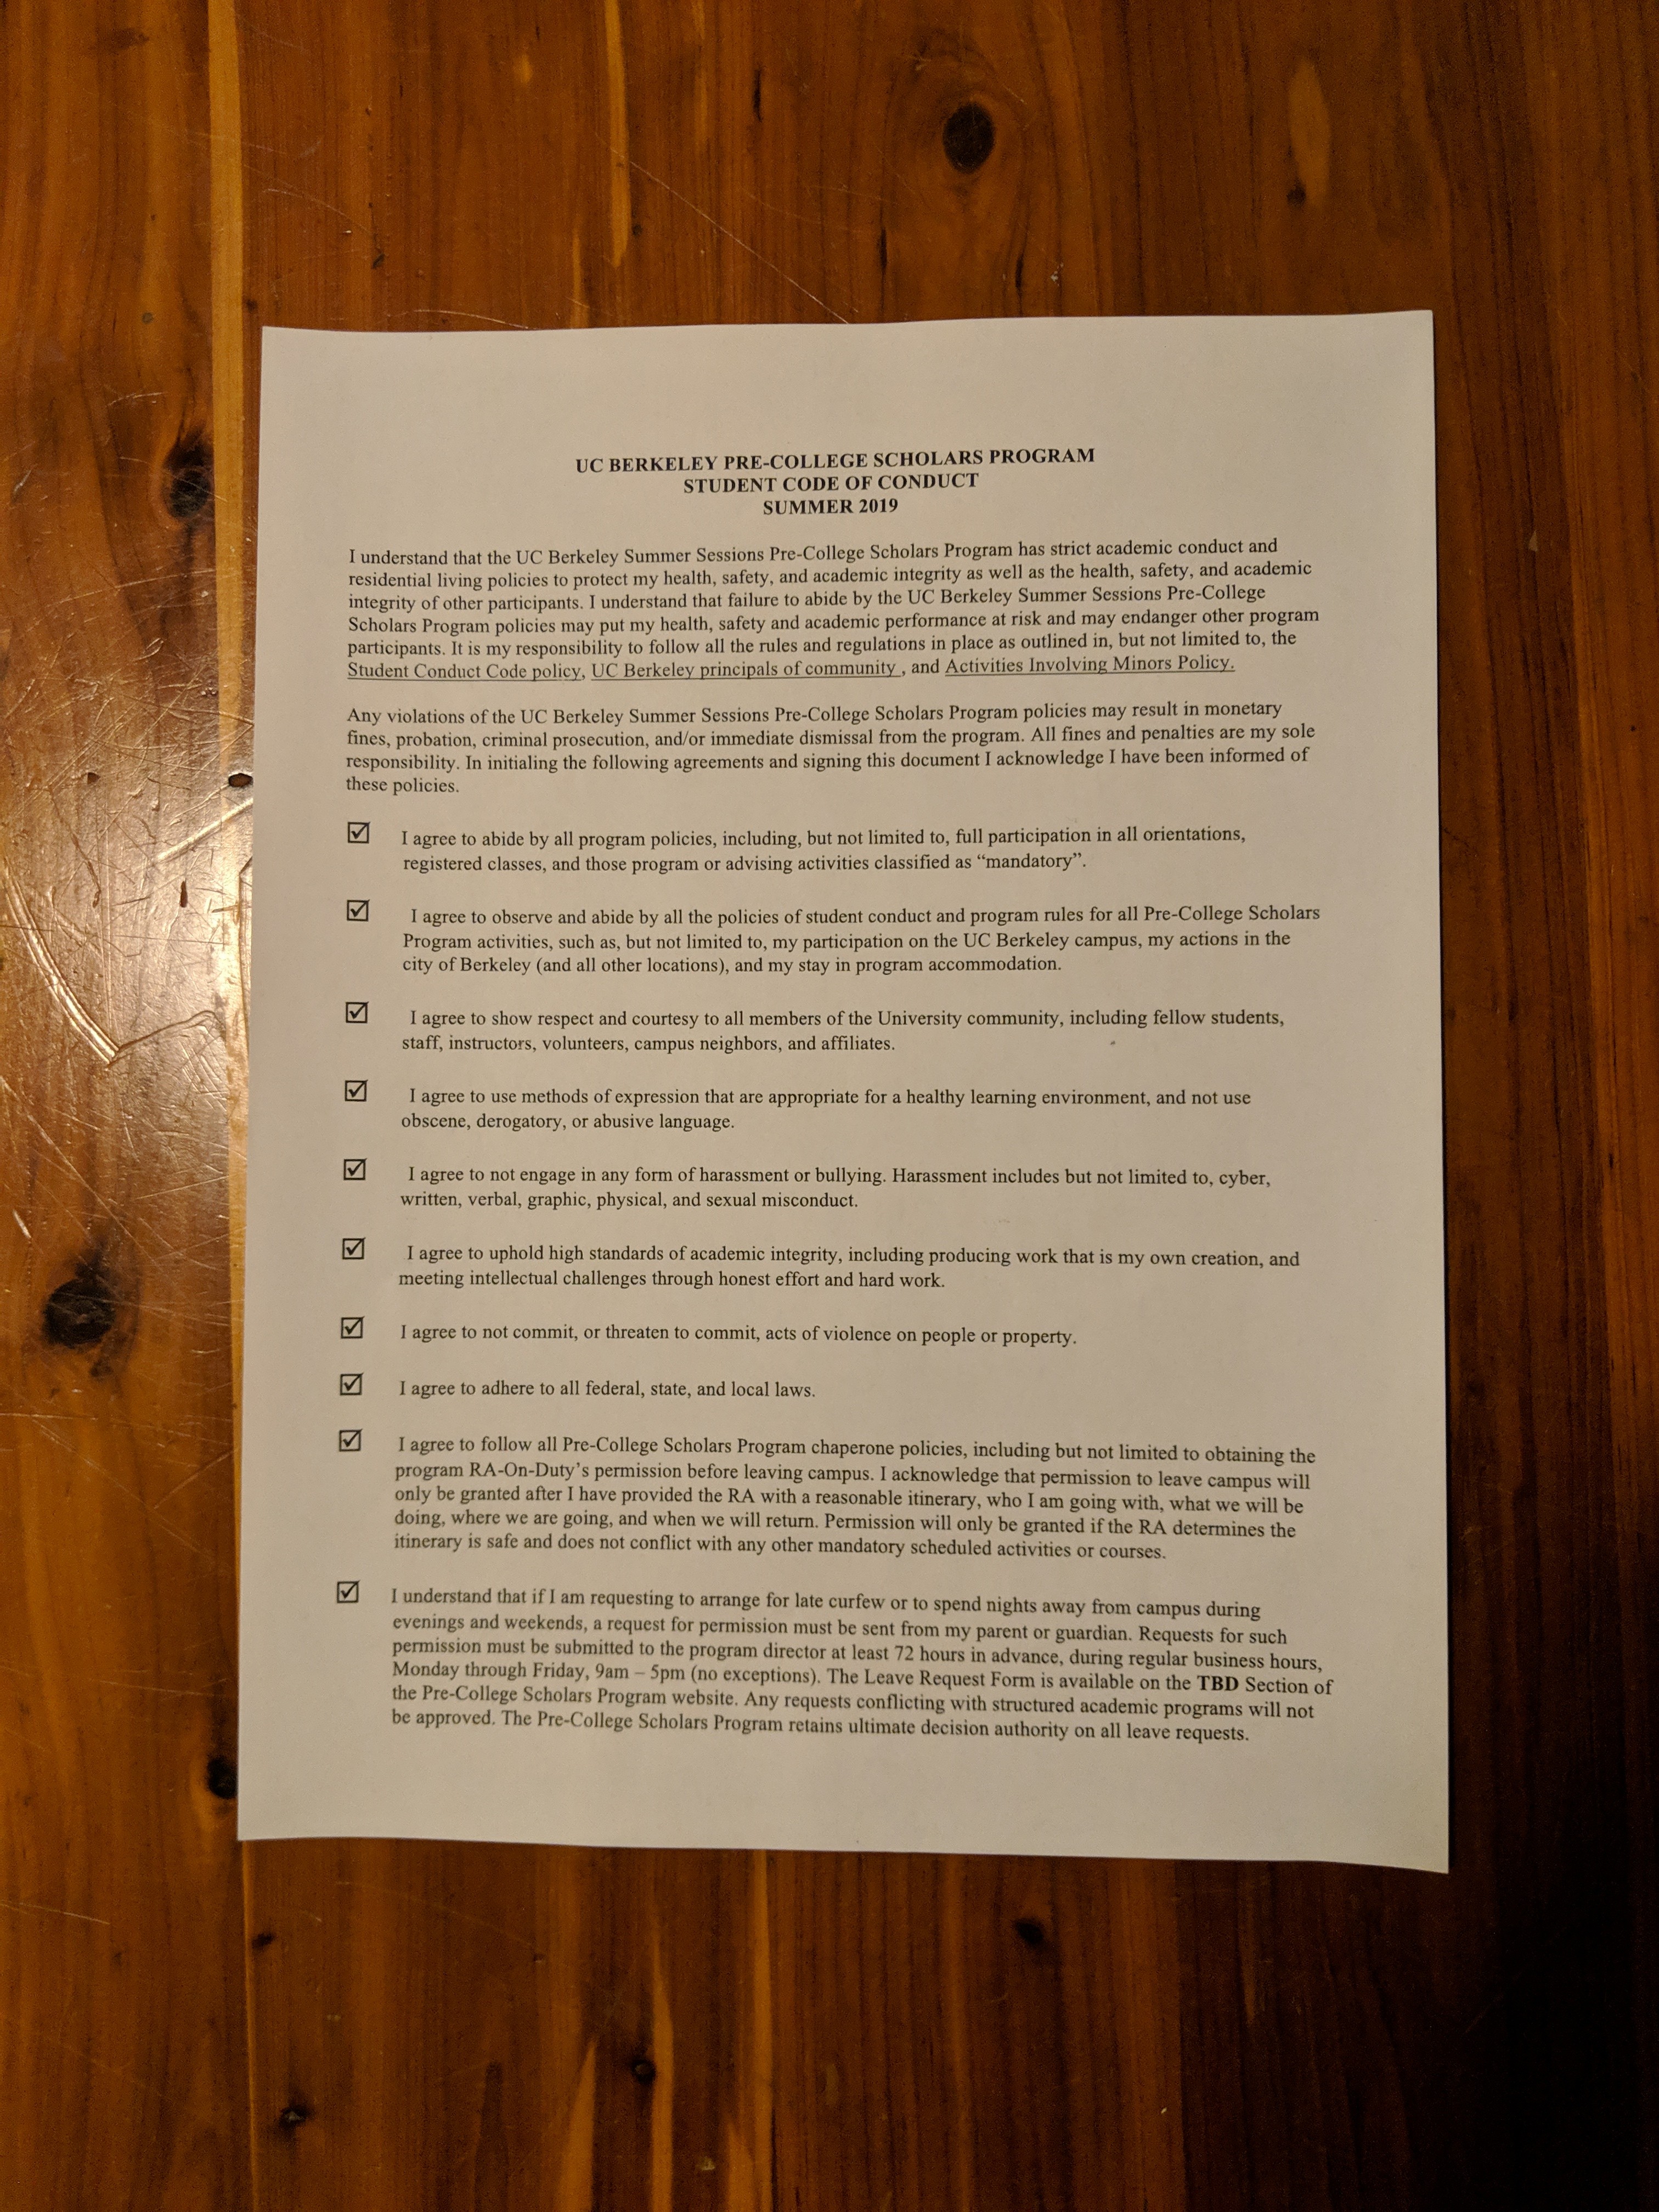 UC BERKELEY PRE-COLLEGE SCHOLARS PROGRAM
STUDENT CODE OF CONDUCT
SUMMER 2019
I understand that the UC Berkeley Summer Sessions Pre-College Scholars Program has strict academic conduct and
residential living policies to protect my health, safety, and academic integrity as well as the health, safety, and academic
integrity of other participants. I understand that failure to abide by the UC Berkeley Summer Sessions Pre-College
Scholars Program policies may put my health, safety and academic performance at risk and may endanger other program
participants. It is my responsibility to follow all the rules and regulations in place as outlined in, but not limited to, the
Student Conduct Code policy, UC Berkeley principals of community , and Activities Involving Minors Policy.
Any violations of the UC Berkeley Summer Sessions Pre-College Scholars Program policies may result in monetary
fines, probation, criminal prosecution, and/or immediate dismissal from the program. All fines and penalties are my sole
responsibility. In initialing the following agreements and signing this document I acknowledge I have been informed of
these policies.
☑ I agree to abide by all program policies, including, but not limited to, full participation in all orientations,
registered classes, and those program or advising activities classified as “mandatory”.
☑ I agree to observe and abide by all the policies of student conduct and program rules for all Pre-College Scholars
Program activities, such as, but not limited to, my participation on the UC Berkeley campus, my actions in the
city of Berkeley (and all other locations), and my stay in program accommodation.
☑ I agree to show respect and courtesy to all members of the University community, including fellow students,
staff, instructors, volunteers, campus neighbors, and affiliates.
☑ I agree to use methods of expression that are appropriate for a healthy learning environment, and not use
obscene, derogatory, or abusive language.
☑ I agree to not engage in any form of harassment or bullying. Harassment includes but not limited to, cyber,
written, verbal, graphic, physical, and sexual misconduct.
☑ I agree to uphold high standards of academic integrity, including producing work that is my own creation, and
meeting intellectual challenges through honest effort and hard work.
☑ I agree to not commit, or threaten to commit, acts of violence on people or property.
☑ I agree to adhere to all federal, state, and local laws.
☑ I agree to follow all Pre-College Scholars Program chaperone policies, including but not limited to obtaining the
program RA-On-Duty’s permission before leaving campus. I acknowledge that permission to leave campus will
only be granted after I have provided the RA with a reasonable itinerary, who I am going with, what we will be
doing, where we are going, and when we will return. Permission will only be granted if the RA determines the
itinerary is safe and does not conflict with any other mandatory scheduled activities or courses.
☑ I understand that if I am requesting to arrange for late curfew or to spend nights away from campus during
evenings and weekends, a request for permission must be sent from my parent or guardian. Requests for such
permission must be submitted to the program director at least 72 hours in advance, during regular business hours,
Monday through Friday, 9am – 5pm (no exceptions). The Leave Request Form is available on the TBD Section of
the Pre-College Scholars Program website. Any requests conflicting with structured academic programs will not
be approved. The Pre-College Scholars Program retains ultimate decision authority on all leave requests.